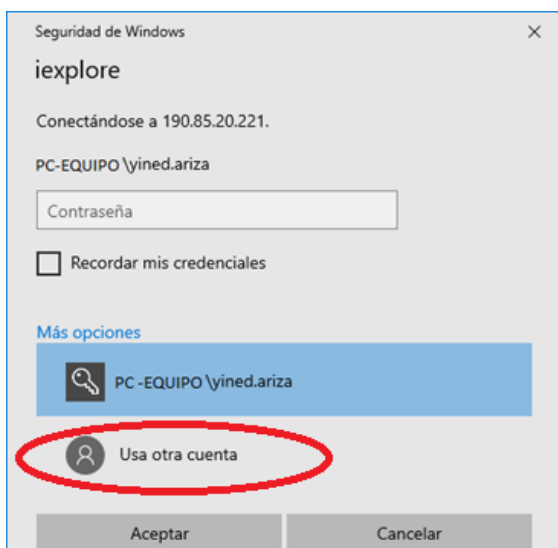 Seguridad de Windows
iexplore
Conectándose a 190.85.20.221.
PC-EQUIPO \yined.ariza
Contraseña
Recordar mis credenciales
Más opciones
PC -EQUIPO \yined.ariza
Usa otra cuenta
Aceptar Cancelar